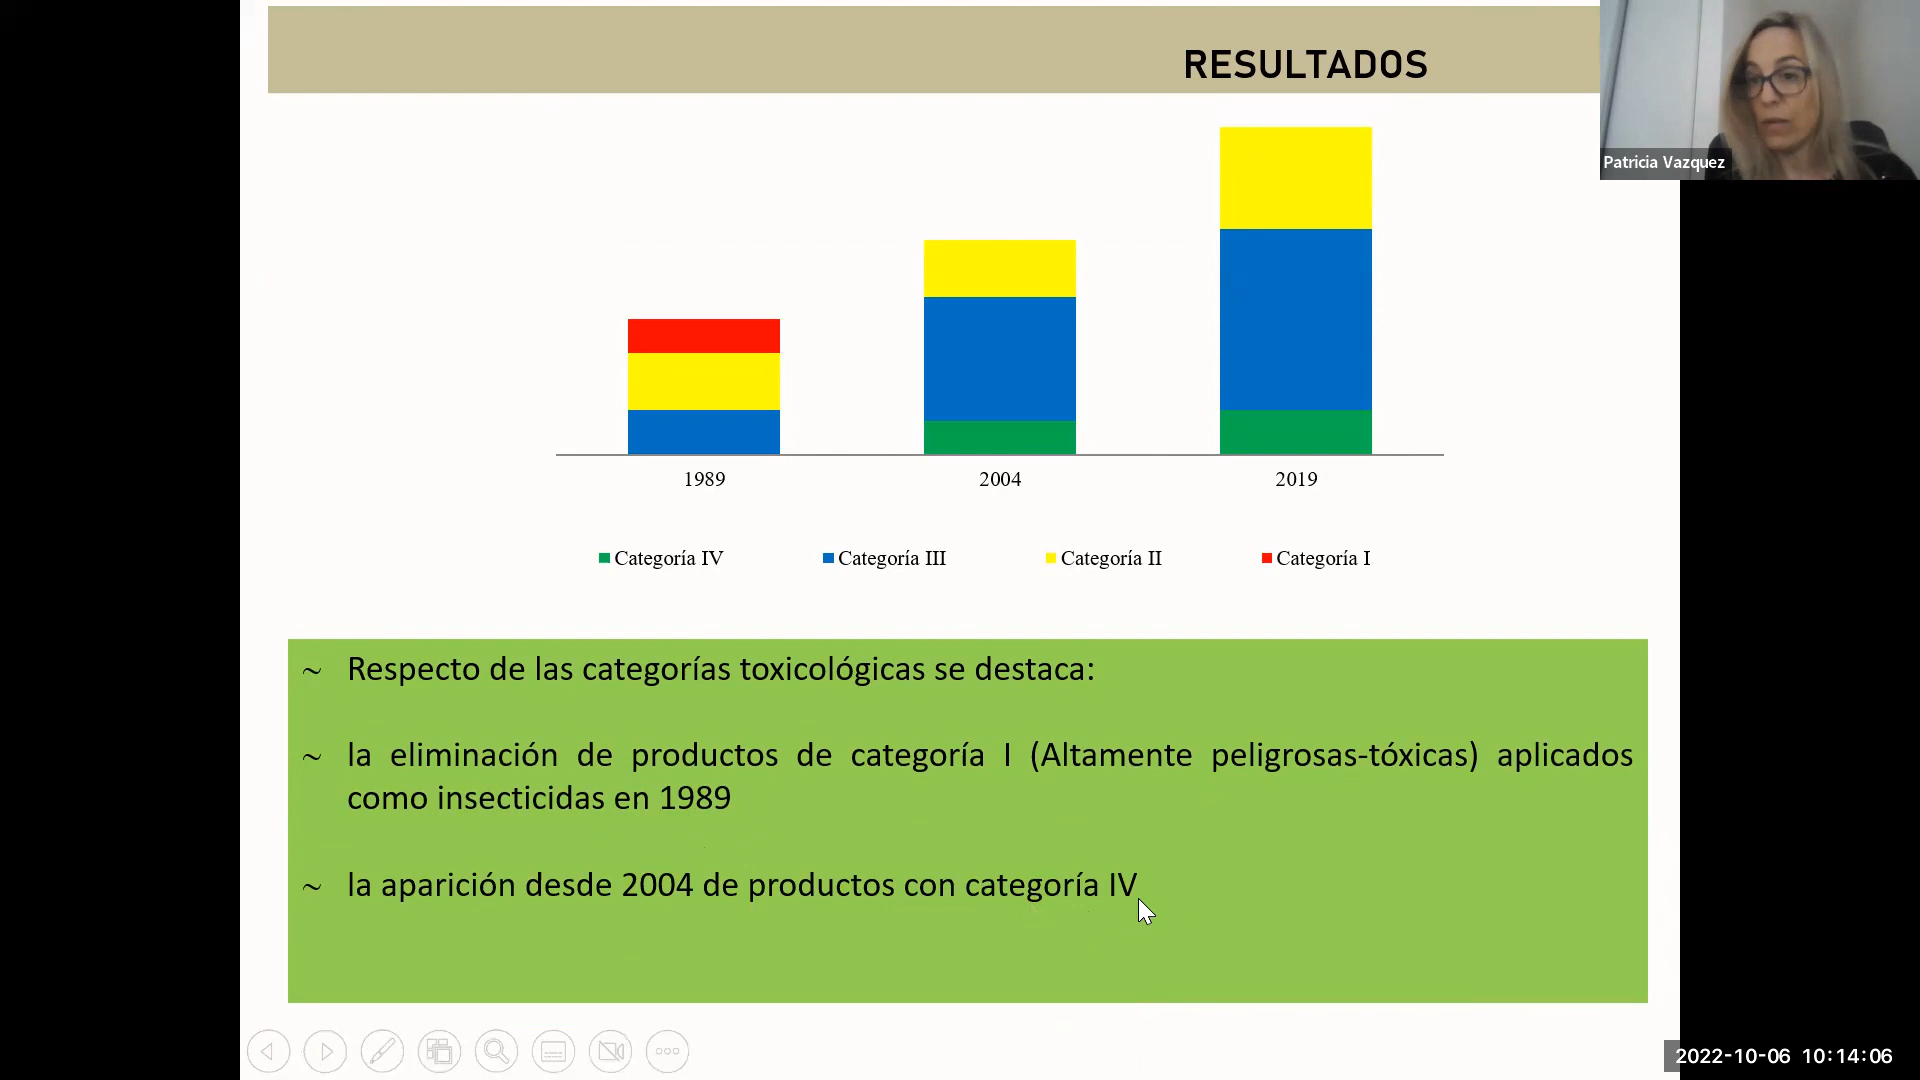 RESULTADOS
Patricia Vazquez
1989 2004 2019
Categoría IV Categoría III Categoría II Categoría I
~ Respecto de las categorías toxicológicas se destaca:
~ la eliminación de productos de categoría I (Altamente peligrosas-tóxicas) aplicados
como insecticidas en 1989
~ la aparición desde 2004 de productos con categoría IV
2022-10-06 10:14:06